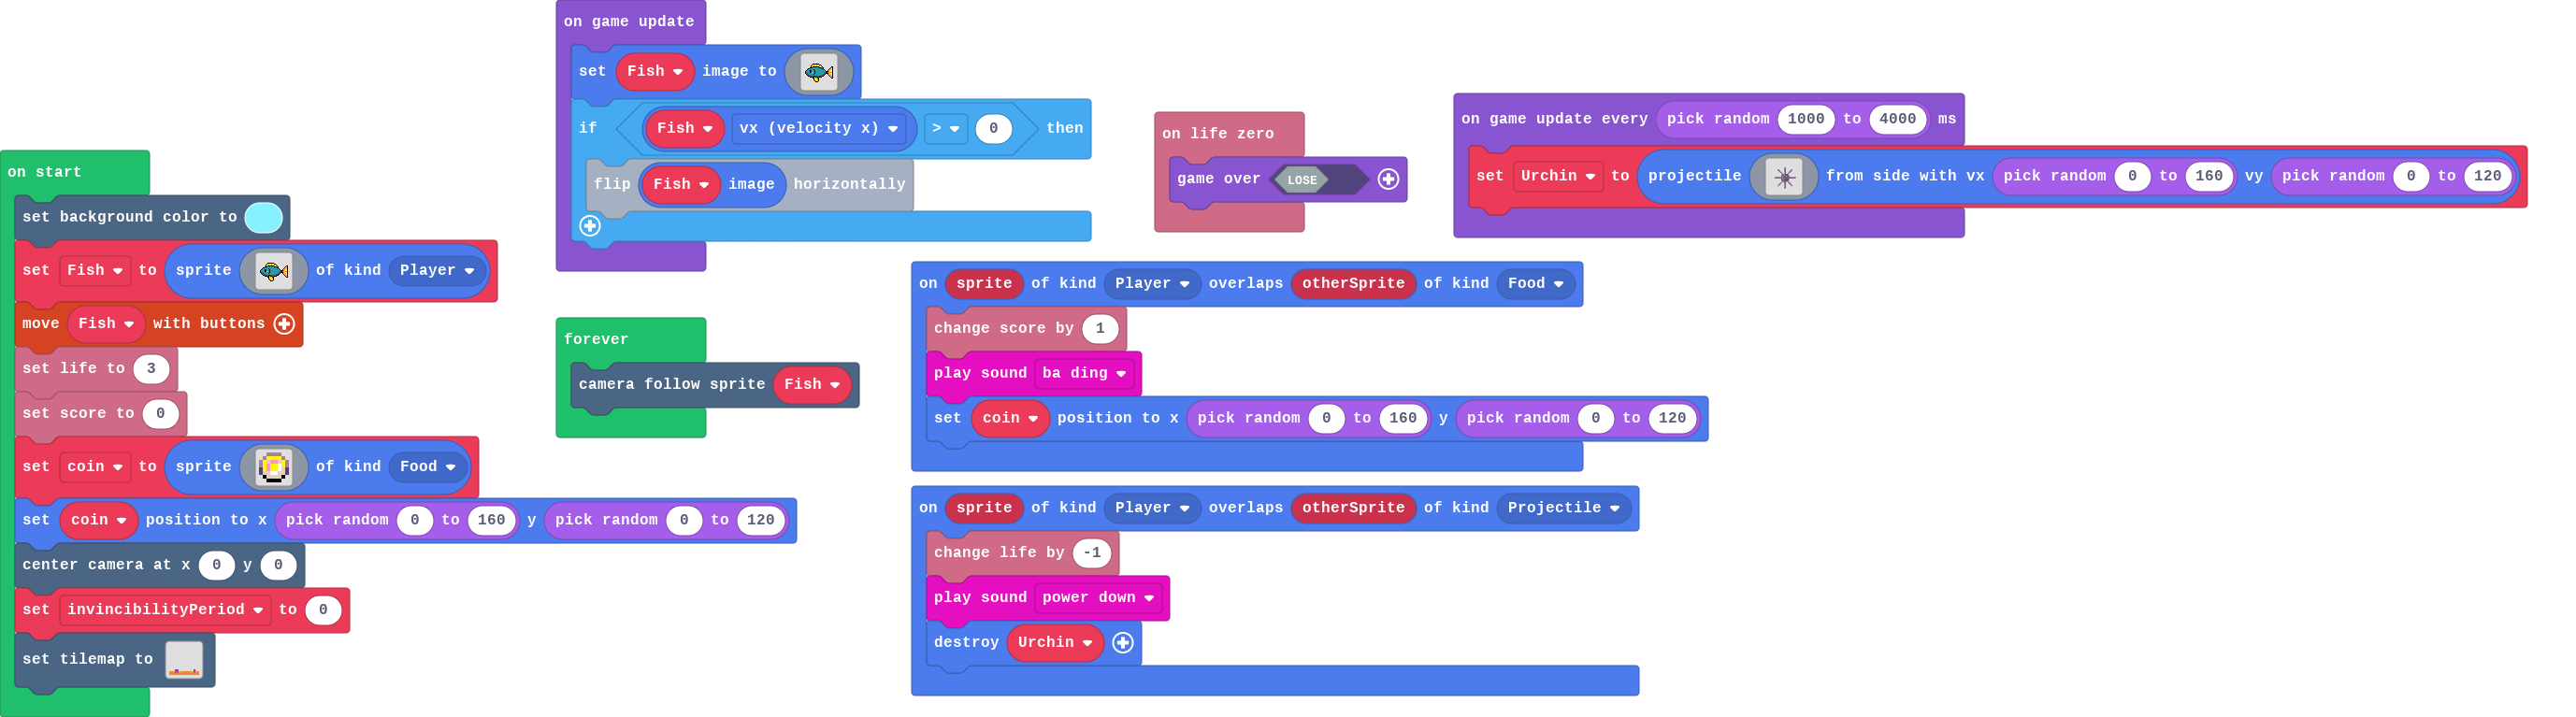 on start
set background color to
set Fish to sprite of kind Player
move Fish with buttons
set life to 3
set score to 0
set coin to sprite of kind Food
set coin position to x pick random 0 to 160 y pick random 0 to 120
center camera at x 0 y 0
set invincibilityPeriod to 0
set tilemap to
on game update
set Fish image to
if Fish vx (velocity x) > 0 then
flip Fish image horizontally
forever
camera follow sprite Fish
on life zero
game over LOSE
on game update every pick random 1000 to 4000 ms
set Urchin to projectile from side with vx pick random 0 to 160 vy pick random 0 to 120
on sprite of kind Player overlaps otherSprite of kind Food
change score by 1
play sound ba ding
set coin position to x pick random 0 to 160 y pick random 0 to 120
on sprite of kind Player overlaps otherSprite of kind Projectile
change life by -1
play sound power down
destroy Urchin